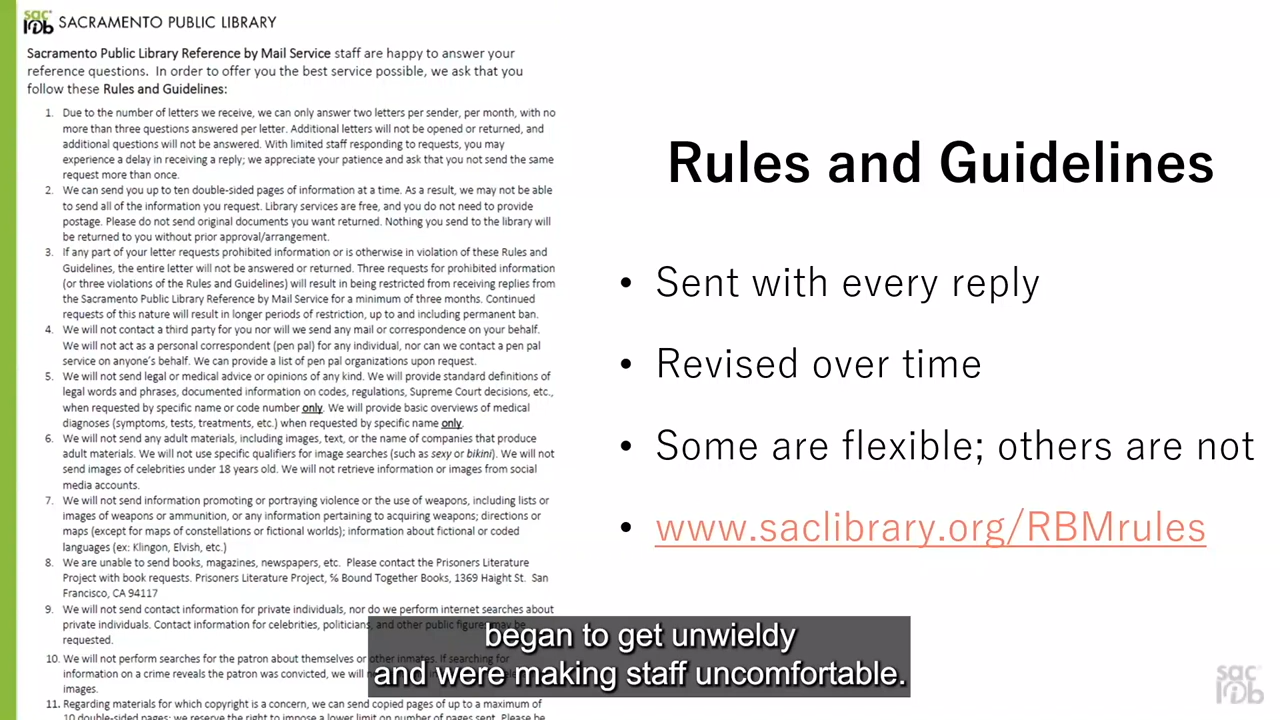 sac
lib
SACRAMENTO PUBLIC LIBRARY
Sacramento Public Library Reference by Mail Service staff are happy to answer your
reference questions. In order to offer you the best service possible, we ask that you
follow these Rules and Guidelines:
1. Due to the number of letters we receive, we can only answer two letters per sender, per month, with no
more than three questions answered per letter. Additional letters will not be opened or returned, and
additional questions will not be answered. With limited staff responding to requests, you may
experience a delay in receiving a reply; we appreciate your patience and ask that you not send the same
request more than once.
2. We can send you up to ten double-sided pages of information at a time. As a result, we may not be able
to send all of the information you request. Library services are free, and you do not need to provide
postage. Please do not send original documents you want returned. Nothing you send to the library will
be returned to you without prior approval/arrangement.
3. If any part of your letter requests prohibited information or is otherwise in violation of these Rules and
Guidelines, the entire letter will not be answered or returned. Three requests for prohibited information
(or three violations of the Rules and Guidelines) will result in being restricted from receiving replies from
the Sacramento Public Library Reference by Mail Service for a minimum of three months. Continued
requests of this nature will result in longer periods of restriction, up to and including permanent ban.
4. We will not contact a third party for you nor will we send any mail or correspondence on your behalf.
We will not act as a personal correspondent (pen pal) for any individual, nor can we contact a pen pal
service on anyone's behalf. We can provide a list of pen pal organizations upon request.
5. We will not send legal or medical advice or opinions of any kind. We will provide standard definitions of
legal words and phrases, documented information on codes, regulations, Supreme Court decisions, etc.,
when requested by specific name or code number only. We will provide basic overviews of medical
diagnoses (symptoms, tests, treatments, etc.) when requested by specific name only.
6. We will not send any adult materials, including images, text, or the name of companies that produce
adult materials. We will not use specific qualifiers for image searches (such as sexy or bikini). We will not
send images of celebrities under 18 years old. We will not retrieve information or images from social
media accounts.
7. We will not send information promoting or portraying violence or the use of weapons, including lists or
images of weapons or ammunition, or any information pertaining to acquiring weapons; directions or
maps (except for maps of constellations or fictional worlds); information about fictional or coded
languages (ex: Klingon, Elvish, etc.)
8. We are unable to send books, magazines, newspapers, etc. Please contact the Prisoners Literature
Project with book requests. Prisoners Literature Project, ℅ Bound Together Books, 1369 Haight St. San
Francisco, CA 94117
9. We will not send contact information for private individuals, nor do we perform internet searches about
private individuals. Contact information for celebrities, politicians, and other public figures may be
requested.
10. We will not perform searches for the patron about themselves or other inmates. If searching for
information on a crime reveals the patron was convicted, we will
images.
11. Regarding materials for which copyright is a concern, we can send copied pages of up to a maximum of
10 double-sided pages; we reserve the right to impose a lower limit on number of pages sent. Please be
Rules and Guidelines
• Sent with every reply
• Revised over time
• Some are flexible; others are not
• www.saclibrary.org/RBMrules
began to get unwieldy
and were making staff uncomfortable.
sac
lib